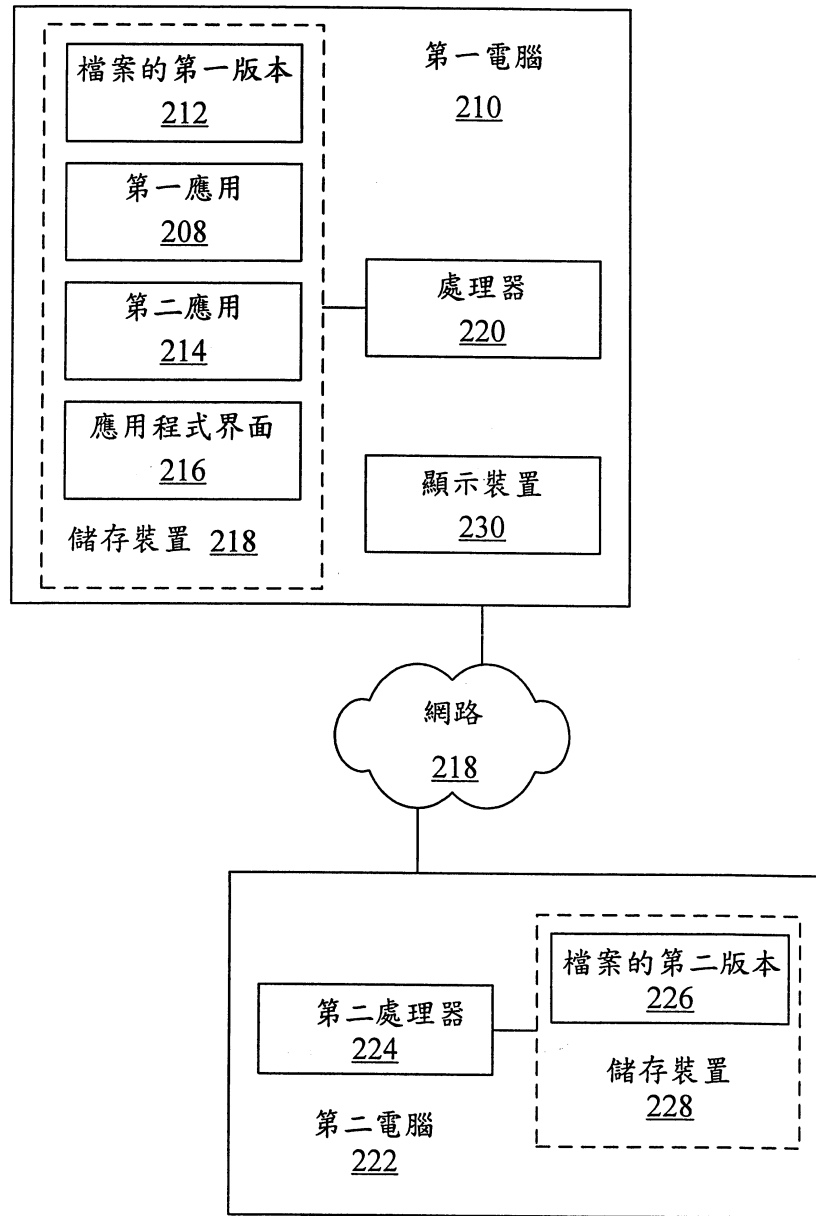 檔案的第一版本
212
第一應用
208
第二應用
214
應用程式界面
216
儲存裝置 218
第一電腦
210
處理器
220
顯示裝置
230
網路
218
第二處理器
224
第二電腦
222
檔案的第二版本
226
儲存裝置
228